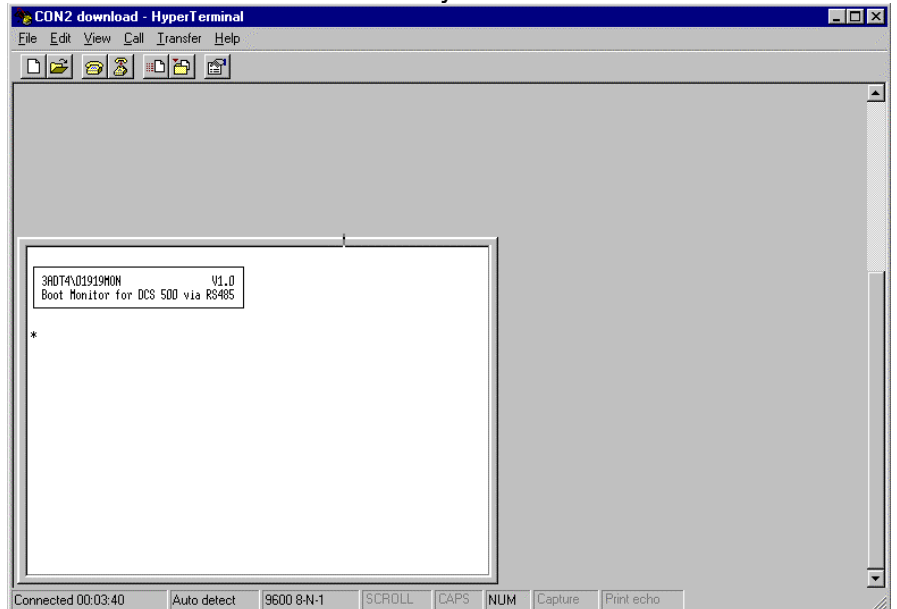 CON2 download - HyperTerminal
File Edit View Call Transfer Help
3ADT4\01919MON V1.0
Boot Monitor for DCS 500 via RS485
*
Connected 00:03:40 Auto detect 9600 8-N-1 SCROLL CAPS NUM Capture Print echo